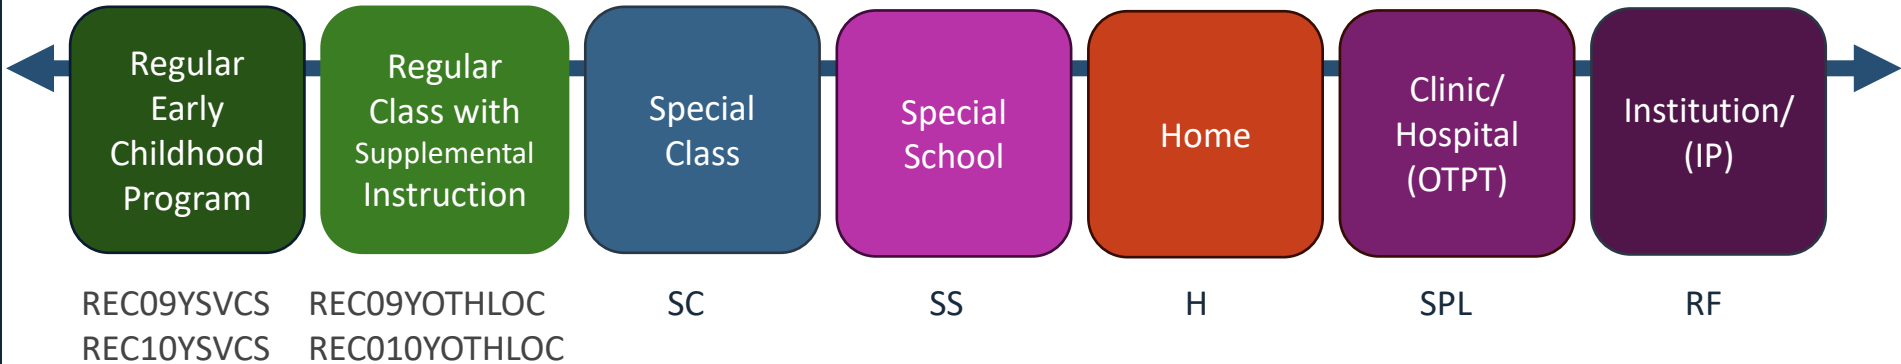 Regular
Early
Childhood
Program
Regular
Class with
Supplemental
Instruction
Special
Class
Special
School
Home
Clinic/
Hospital
(OTPT)
Institution/
(IP)
REC09YSVCS
REC10YSVCS
REC09YOTHLOC
REC010YOTHLOC
SC
SS
H
SPL
RF